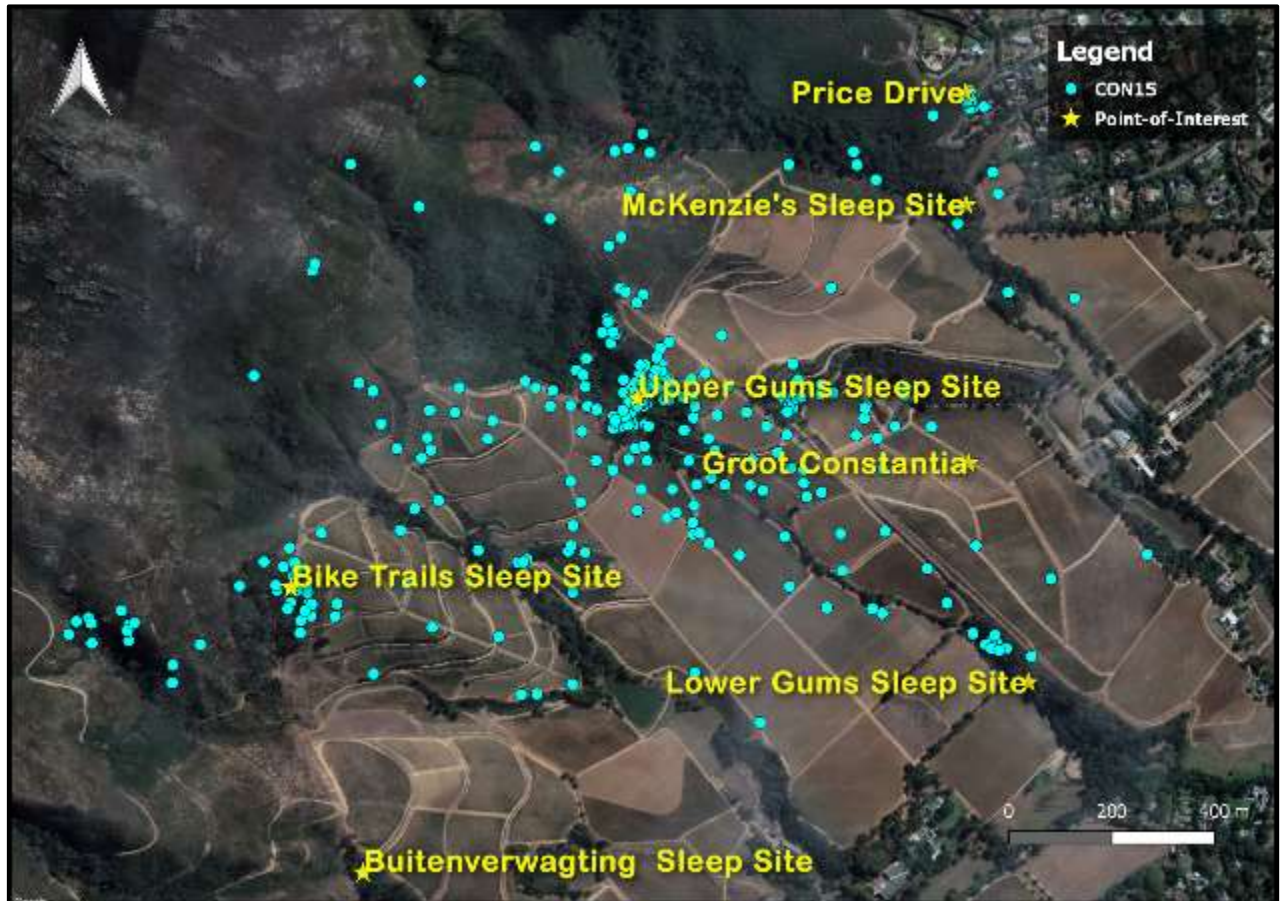 Legend
CON15
Point-of-Interest
Price Drive
McKenzie's Sleep Site
Upper Gums Sleep Site
Groot Constantia
Bike Trails Sleep Site
Lower Gums Sleep Site
0 200 400 m
Buitenverwagting Sleep Site